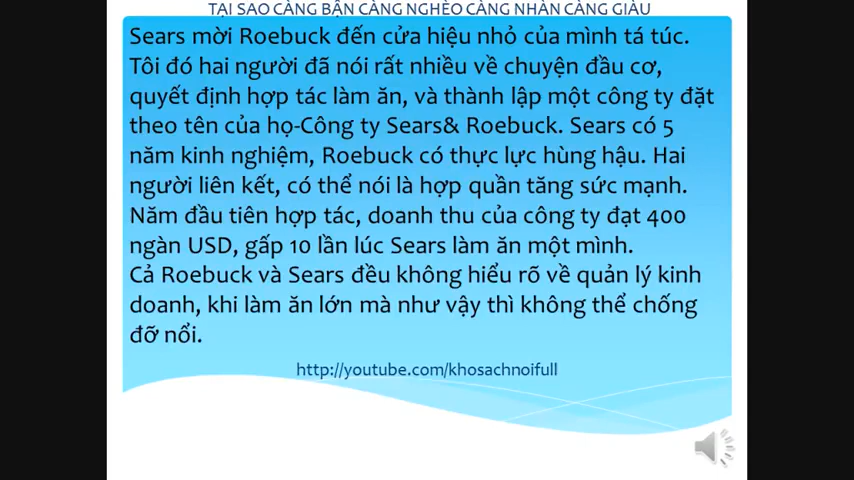 TẠI SAO CÀNG BẬN CÀNG NGHÈO CÀNG NHÀN CÀNG GIÀU
Sears mời Roebuck đến cửa hiệu nhỏ của mình tá túc.
Tôi đó hai người đã nói rất nhiều về chuyện đầu cơ,
quyết định hợp tác làm ăn, và thành lập một công ty đặt
theo tên của họ-Công ty Sears& Roebuck. Sears có 5
năm kinh nghiệm, Roebuck có thực lực hùng hậu. Hai
người liên kết, có thể nói là hợp quần tăng sức mạnh.
Năm đầu tiên hợp tác, doanh thu của công ty đạt 400
ngàn USD, gấp 10 lần lúc Sears làm ăn một mình.
Cả Roebuck và Sears đều không hiểu rõ về quản lý kinh
doanh, khi làm ăn lớn mà như vậy thì không thể chống
đỡ nổi.
http://youtube.com/khosachnoifull